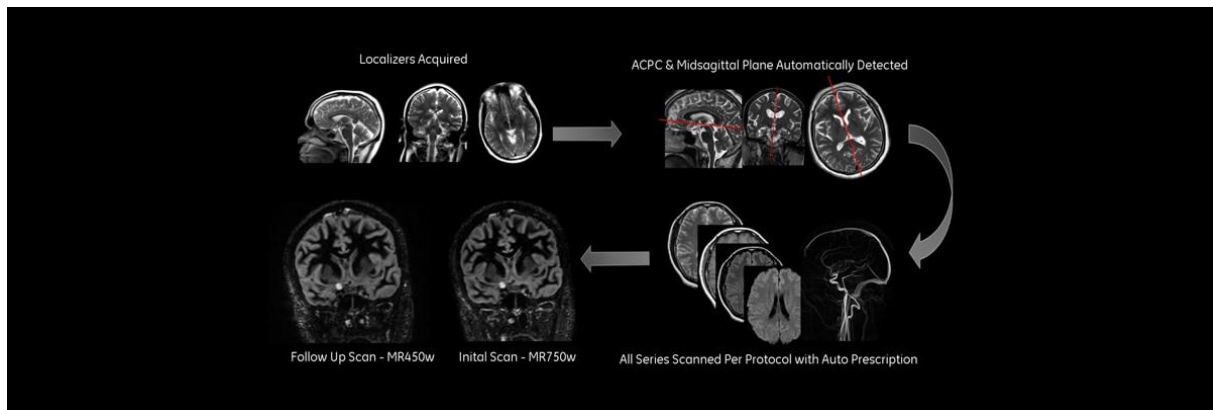 Localizers Acquired
ACPC & Midsagittal Plane Automatically Detected
Follow Up Scan - MR450w
Inital Scan - MR750w
All Series Scanned Per Protocol with Auto Prescription